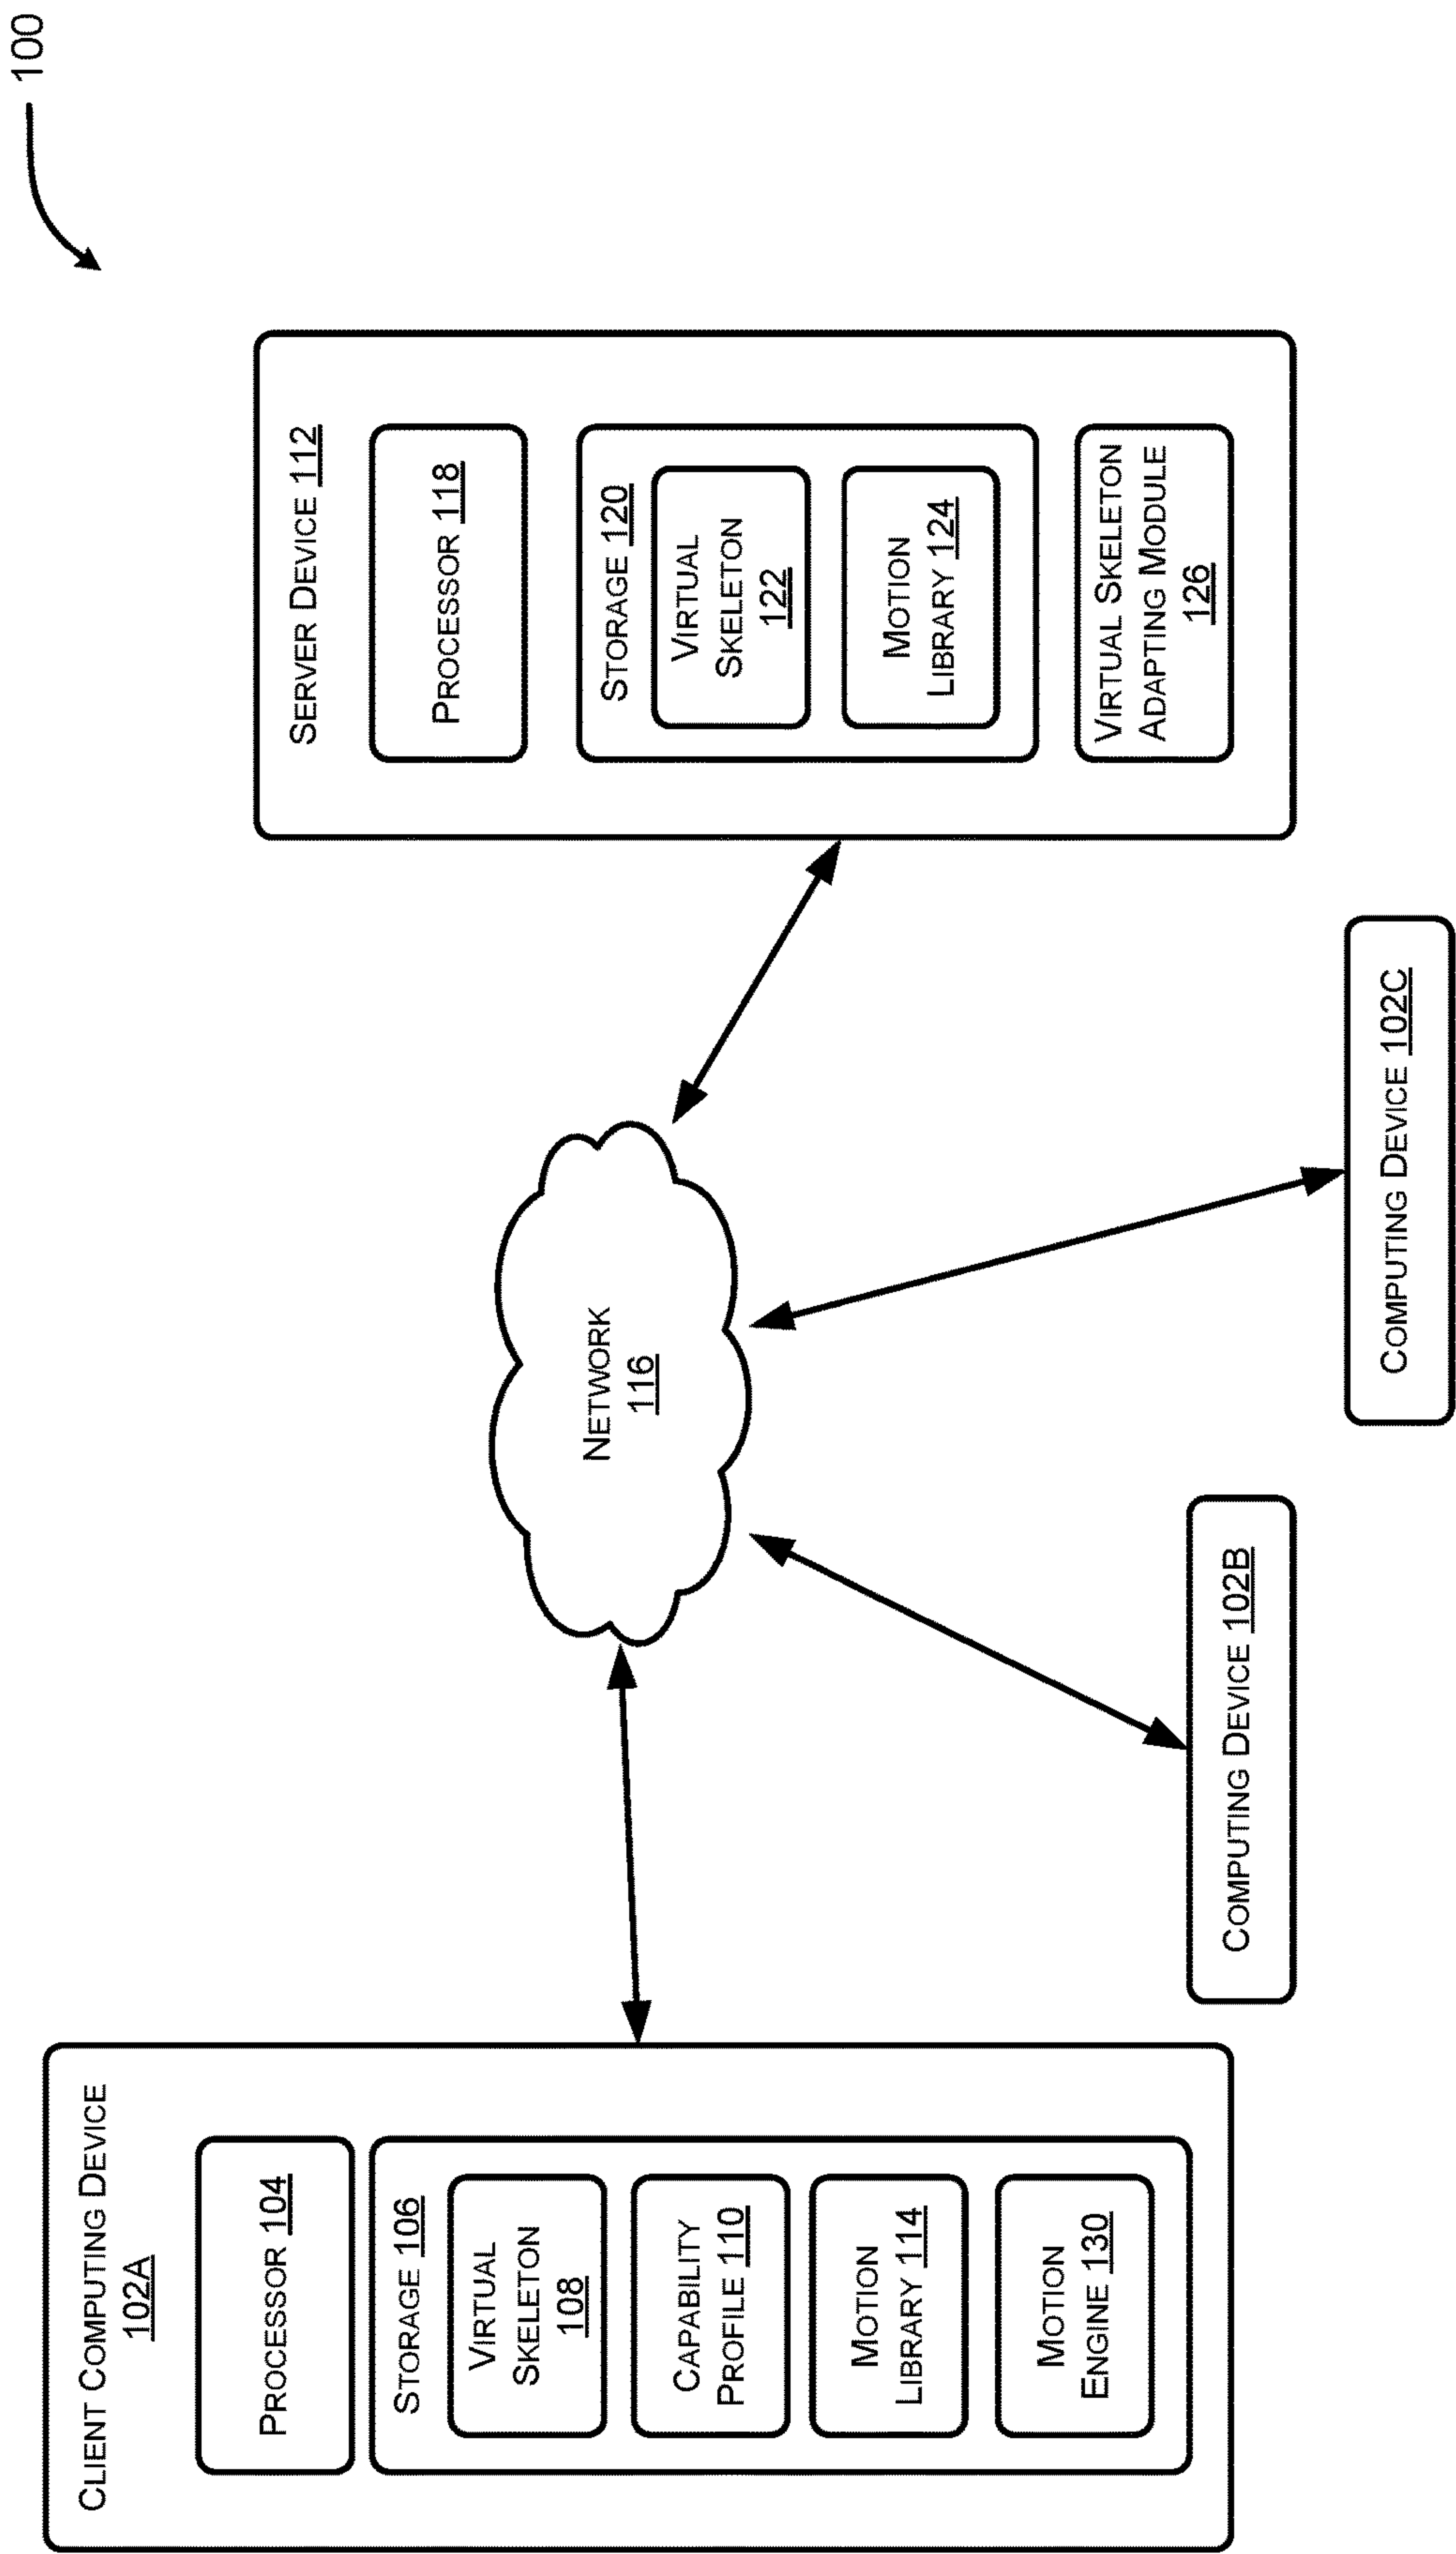 100
CLIENT COMPUTING DEVICE
102A
PROCESSOR 104
STORAGE 106
VIRTUAL
SKELETON
108
CAPABILITY
PROFILE 110
MOTION
LIBRARY 114
MOTION
ENGINE 130
NETWORK
116
COMPUTING DEVICE 102B
COMPUTING DEVICE 102C
SERVER DEVICE 112
PROCESSOR 118
STORAGE 120
VIRTUAL
SKELETON
122
MOTION
LIBRARY 124
VIRTUAL SKELETON
ADAPTING MODULE
126